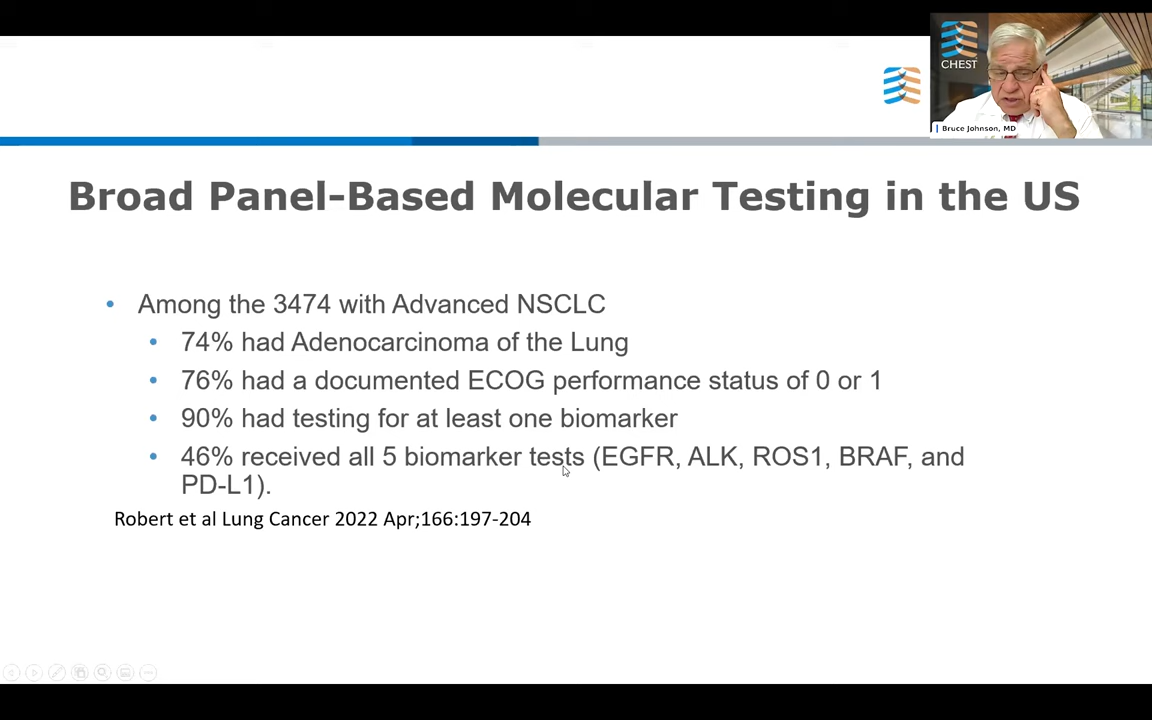 CHEST
Bruce Johnson, MD
Broad Panel-Based Molecular Testing in the US
• Among the 3474 with Advanced NSCLC
• 74% had Adenocarcinoma of the Lung
• 76% had a documented ECOG performance status of 0 or 1
• 90% had testing for at least one biomarker
• 46% received all 5 biomarker tests (EGFR, ALK, ROS1, BRAF, and
PD-L1).
Robert et al Lung Cancer 2022 Apr;166:197-204